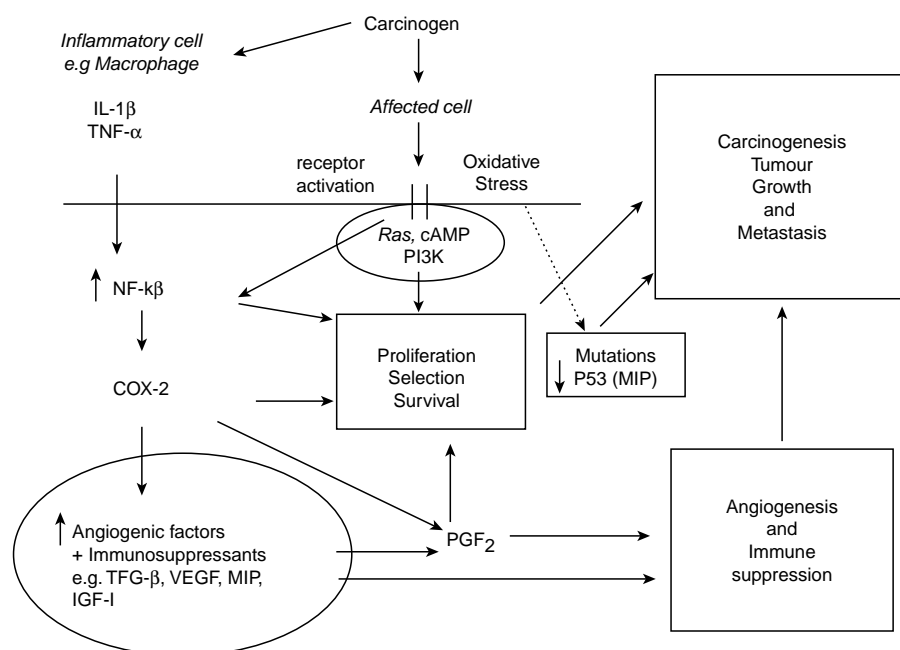 Carcinogen
Inflammatory cell
e.g Macrophage
IL-1β
TNF-α
Affected cell
receptor
activation
Oxidative
Stress
Ras, cAMP
PI3K
NF-kβ
COX-2
Proliferation
Selection
Survival
Mutations
P53 (MIP)
Carcinogenesis
Tumour
Growth
and
Metastasis
Angiogenic factors
+ Immunosuppressants
e.g. TFG-β, VEGF, MIP,
IGF-I
PGF2
Angiogenesis
and
Immune
suppression